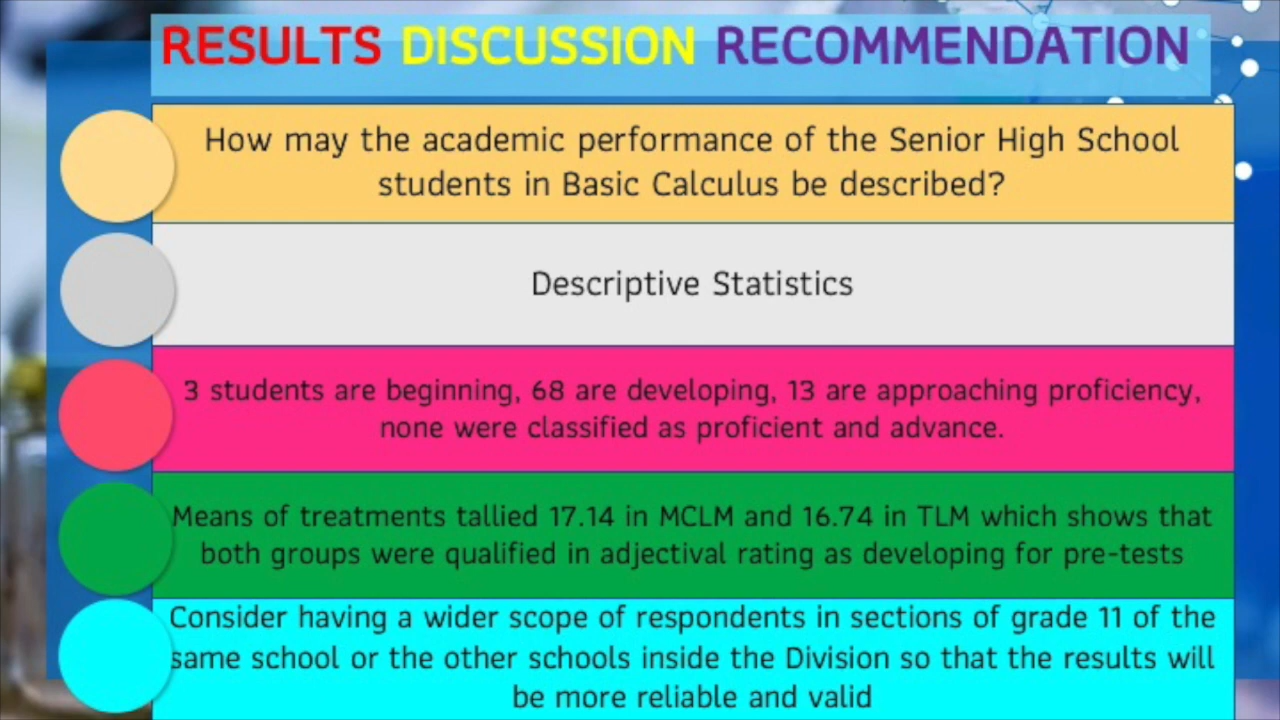 RESULTS DISCUSSION RECOMMENDATION
How may the academic performance of the Senior High School
students in Basic Calculus be described?
Descriptive Statistics
3 students are beginning, 68 are developing, 13 are approaching proficiency,
none were classified as proficient and advance.
Means of treatments tallied 17.14 in MCLM and 16.74 in TLM which shows that
both groups were qualified in adjectival rating as developing for pre-tests
Consider having a wider scope of respondents in sections of grade 11 of the
same school or the other schools inside the Division so that the results will
be more reliable and valid